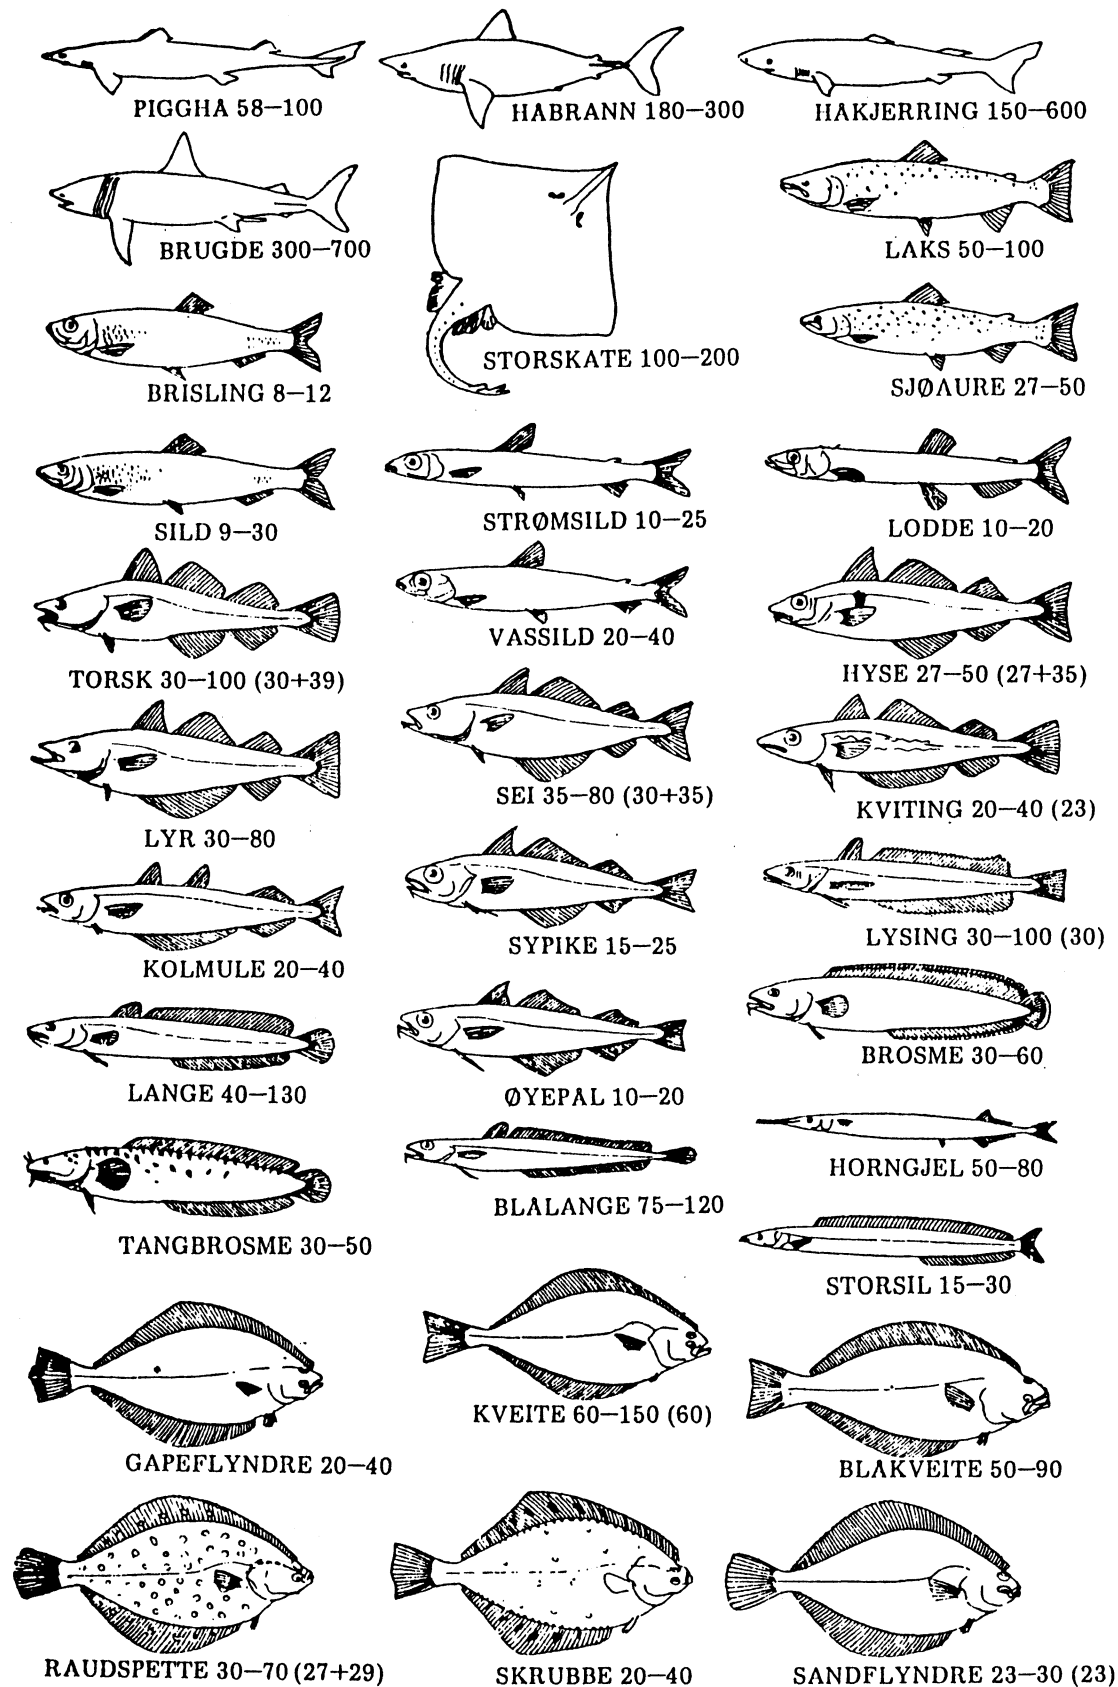 PIGGHA 58—100
HABRANN 180—300
HAKJERRING 150—600
BRUGDE 300—700
STORSKATE 100—200
LAKS 50—100
BRISLING 8—12
SJØAURE 27—50
SILD 9—30
STRØMSILD 10—25
LODDE 10—20
TORSK 30—100 (30+39)
VASSILD 20—40
HYSE 27—50 (27+35)
LYR 30—80
SEI 35—80 (30+35)
KVITING 20—40 (23)
KOLMULE 20—40
SYPIKE 15—25
LYSING 30—100 (30)
LANGE 40—130
ØYEPAL 10—20
BROSME 30—60
HORNGJEL 50—80
TANGBROSME 30—50
BLALANGE 75—120
STORSIL 15—30
GAPEFLYNDRE 20—40
KVEITE 60—150 (60)
BLAKVEITE 50—90
RAUDSPETTE 30—70 (27+29)
SKRUBBE 20—40
SANDFLYNDRE 23—30 (23)